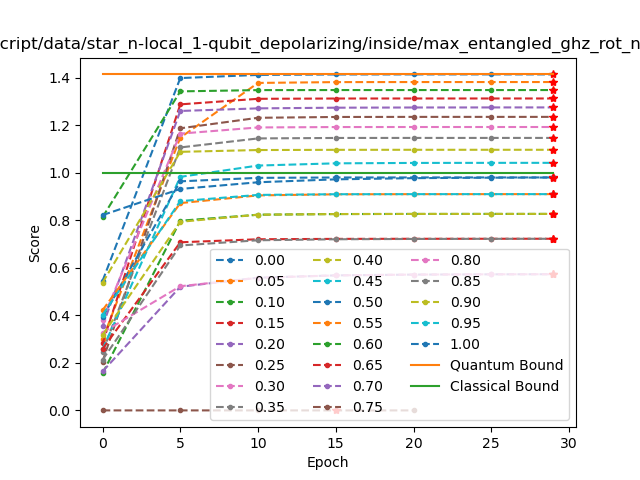 cript/data/star_n-local_1-qubit_depolarizing/inside/max_entangled_ghz_rot_n
1.4
1.2
1.0
0.8
0.6
0.4
0.2
0.0
Score
0 5 10 15 20 25 30
Epoch
0.00 0.40 0.80
0.05 0.45 0.85
0.10 0.50 0.90
0.15 0.55 0.95
0.20 0.60 1.00
0.25 0.65 Quantum Bound
0.30 0.70 Classical Bound
0.35 0.75